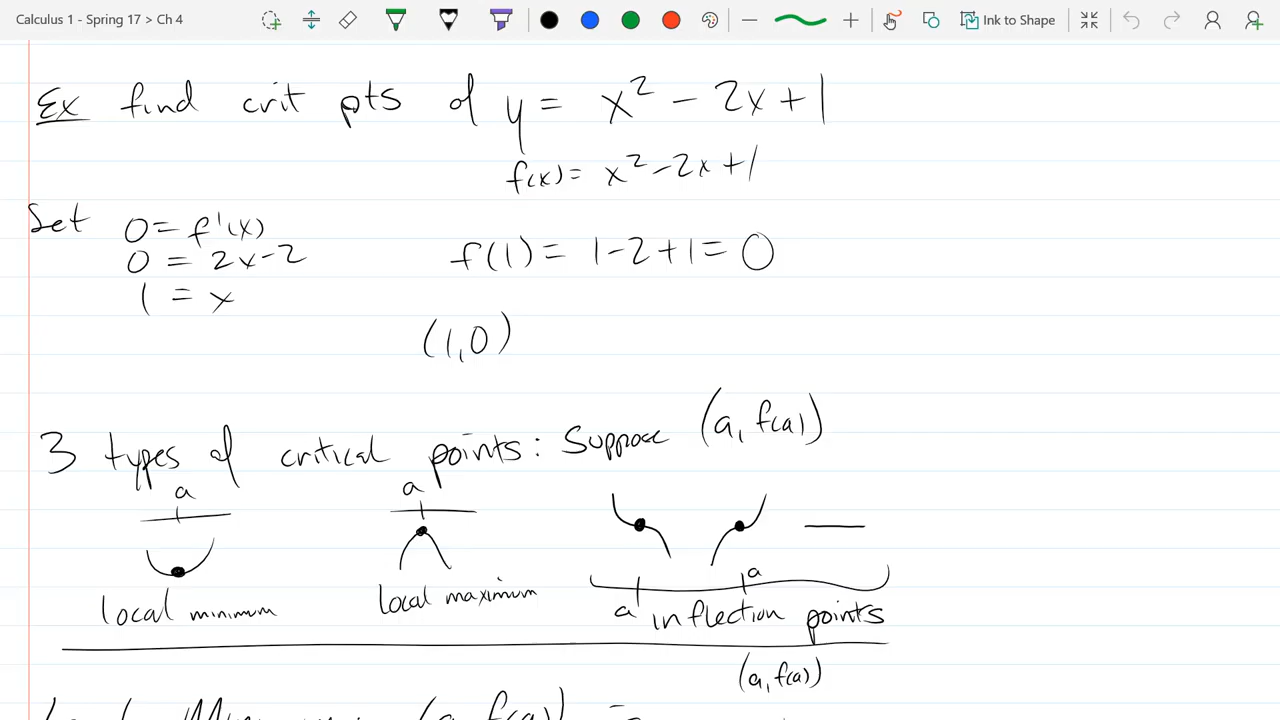 Calculus 1 - Spring 17 > Ch 4
Ink to Shape
Ex find crit pts of y = x² - 2x + 1
f(x) = x² - 2x + 1
Set 0 = f'(x)
0 = 2x - 2
1 = x
f(1) = 1 - 2 + 1 = 0
(1,0)
3 types of critical points: Suppose (a, f(a))
a
a
local minimum
local maximum
a
a
inflection points
(a, f(a))
(a, f(a))